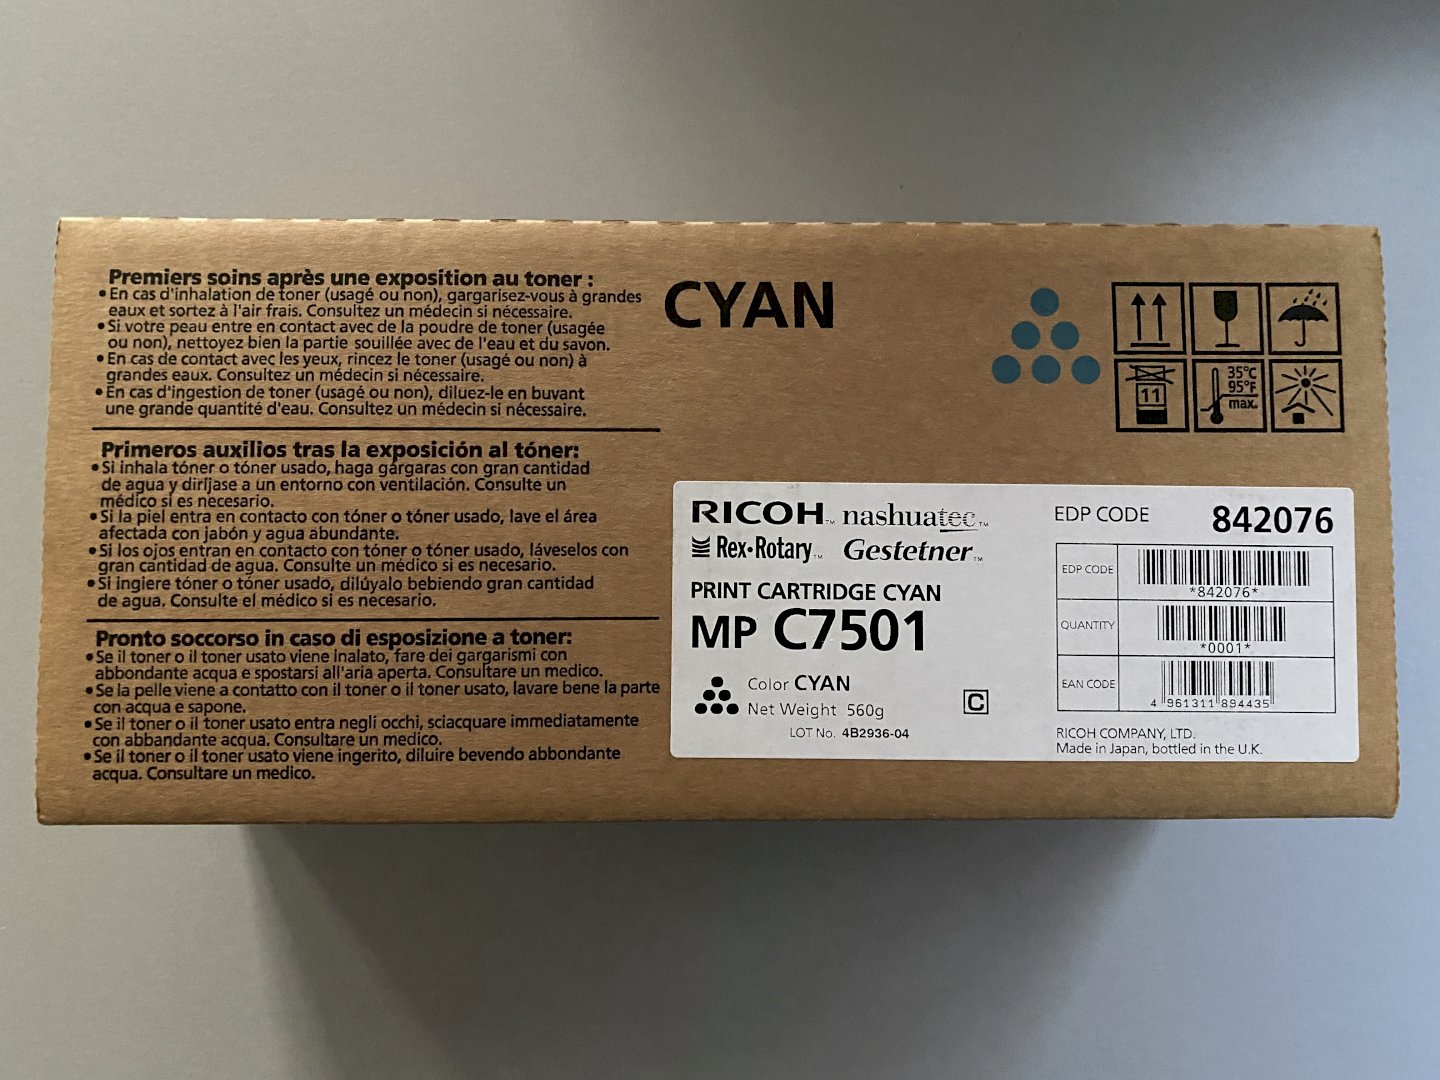 Premiers soins après une exposition au toner :
•En cas d'inhalation de toner (usagé ou non), gargarisez-vous à grandes
eaux et sortez à l'air frais. Consultez un médecin si nécessaire.
•Si votre peau entre en contact avec de la poudre de toner (usagée
ou non), nettoyez bien la partie souillée avec de l'eau et du savon.
•En cas de contact avec les yeux, rincez le toner (usagé ou non) à
grandes eaux. Consultez un médecin si nécessaire.
•En cas d'ingestion de toner (usagé ou non), diluez-le en buvant
une grande quantité d'eau. Consultez un médecin si nécessaire.
Primeros auxilios tras la exposición al tóner:
•Si inhala tóner o tóner usado, haga gárgaras con gran cantidad
de agua y diríjase a un entorno con ventilación. Consulte un
médico si es necesario.
•Si la piel entra en contacto con tóner o tóner usado, lave el área
afectada con jabón y agua abundante.
•Si los ojos entran en contacto con tóner o tóner usado, láveselos con
gran cantidad de agua. Consulte un médico si es necesario.
•Si ingiere tóner o tóner usado, dilúyalo bebiendo gran cantidad
de agua. Consulte el médico si es necesario.
Pronto soccorso in caso di esposizione a toner:
•Se il toner o il toner usato viene inalato, fare dei gargarismi con
abbondante acqua e spostarsi all'aria aperta. Consultare un medico.
•Se la pelle viene a contatto con il toner o il toner usato, lavare bene la parte
con acqua e sapone.
•Se il toner o il toner usato entra negli occhi, sciacquare immediatamente
con abbandante acqua. Consultare un medico.
•Se il toner o il toner usato viene ingerito, diluire bevendo abbondante
acqua. Consultare un medico.
CYAN
11
35°C
95°F
max.
RICOH™ nashuatec™
Rex•Rotary™ Gestetner™
PRINT CARTRIDGE CYAN
MP C7501
Color CYAN
Net Weight 560g
C
LOT No. 4B2936-04
EDP CODE 842076
EDP CODE
*842076*
QUANTITY
*0001*
EAN CODE
4 961311 894435
RICOH COMPANY, LTD.
Made in Japan, bottled in the U.K.